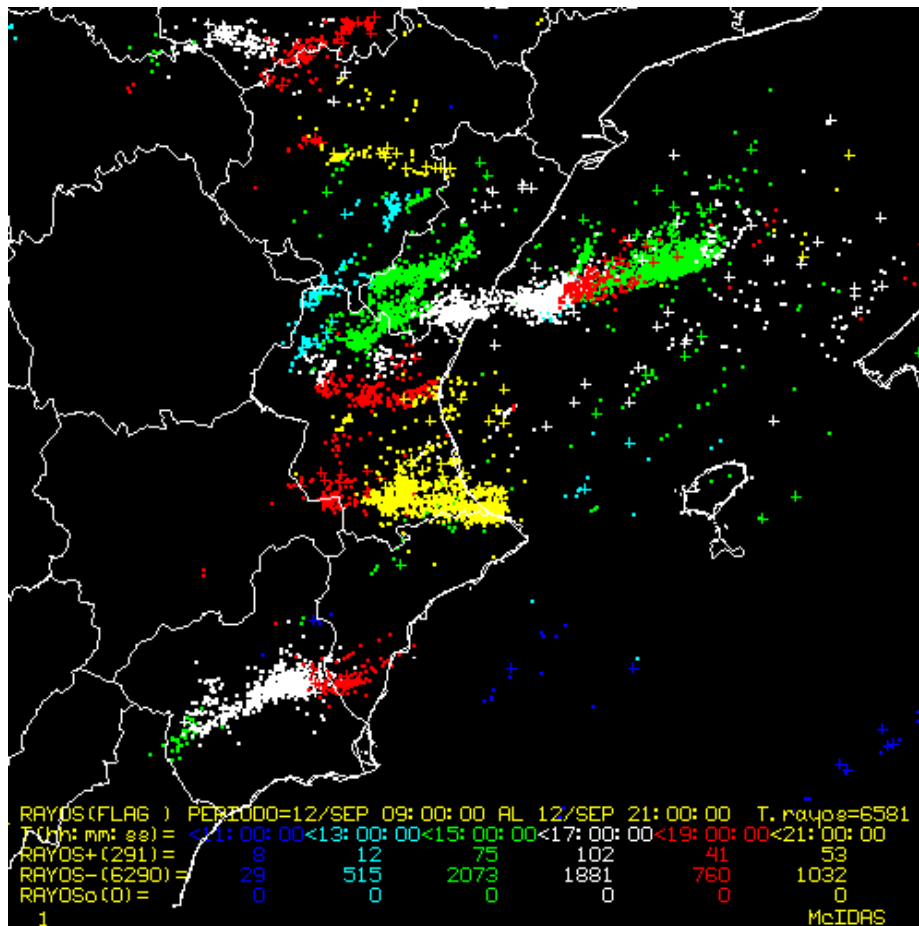 RAYOS(FLAG ) PERIODO=12/SEP 09:00:00 AL 12/SEP 21:00:00 T.rayos=6581
T(hh:mm:ss)= <11:00:00<13:00:00<15:00:00<17:00:00<19:00:00<21:00:00
RAYOS+(291)= 8 12 75 102 41 53
RAYOS-(6290)= 29 515 2073 1881 760 1032
RAYOSo(0)= 0 0 0 0 0 0
1 McIDAS